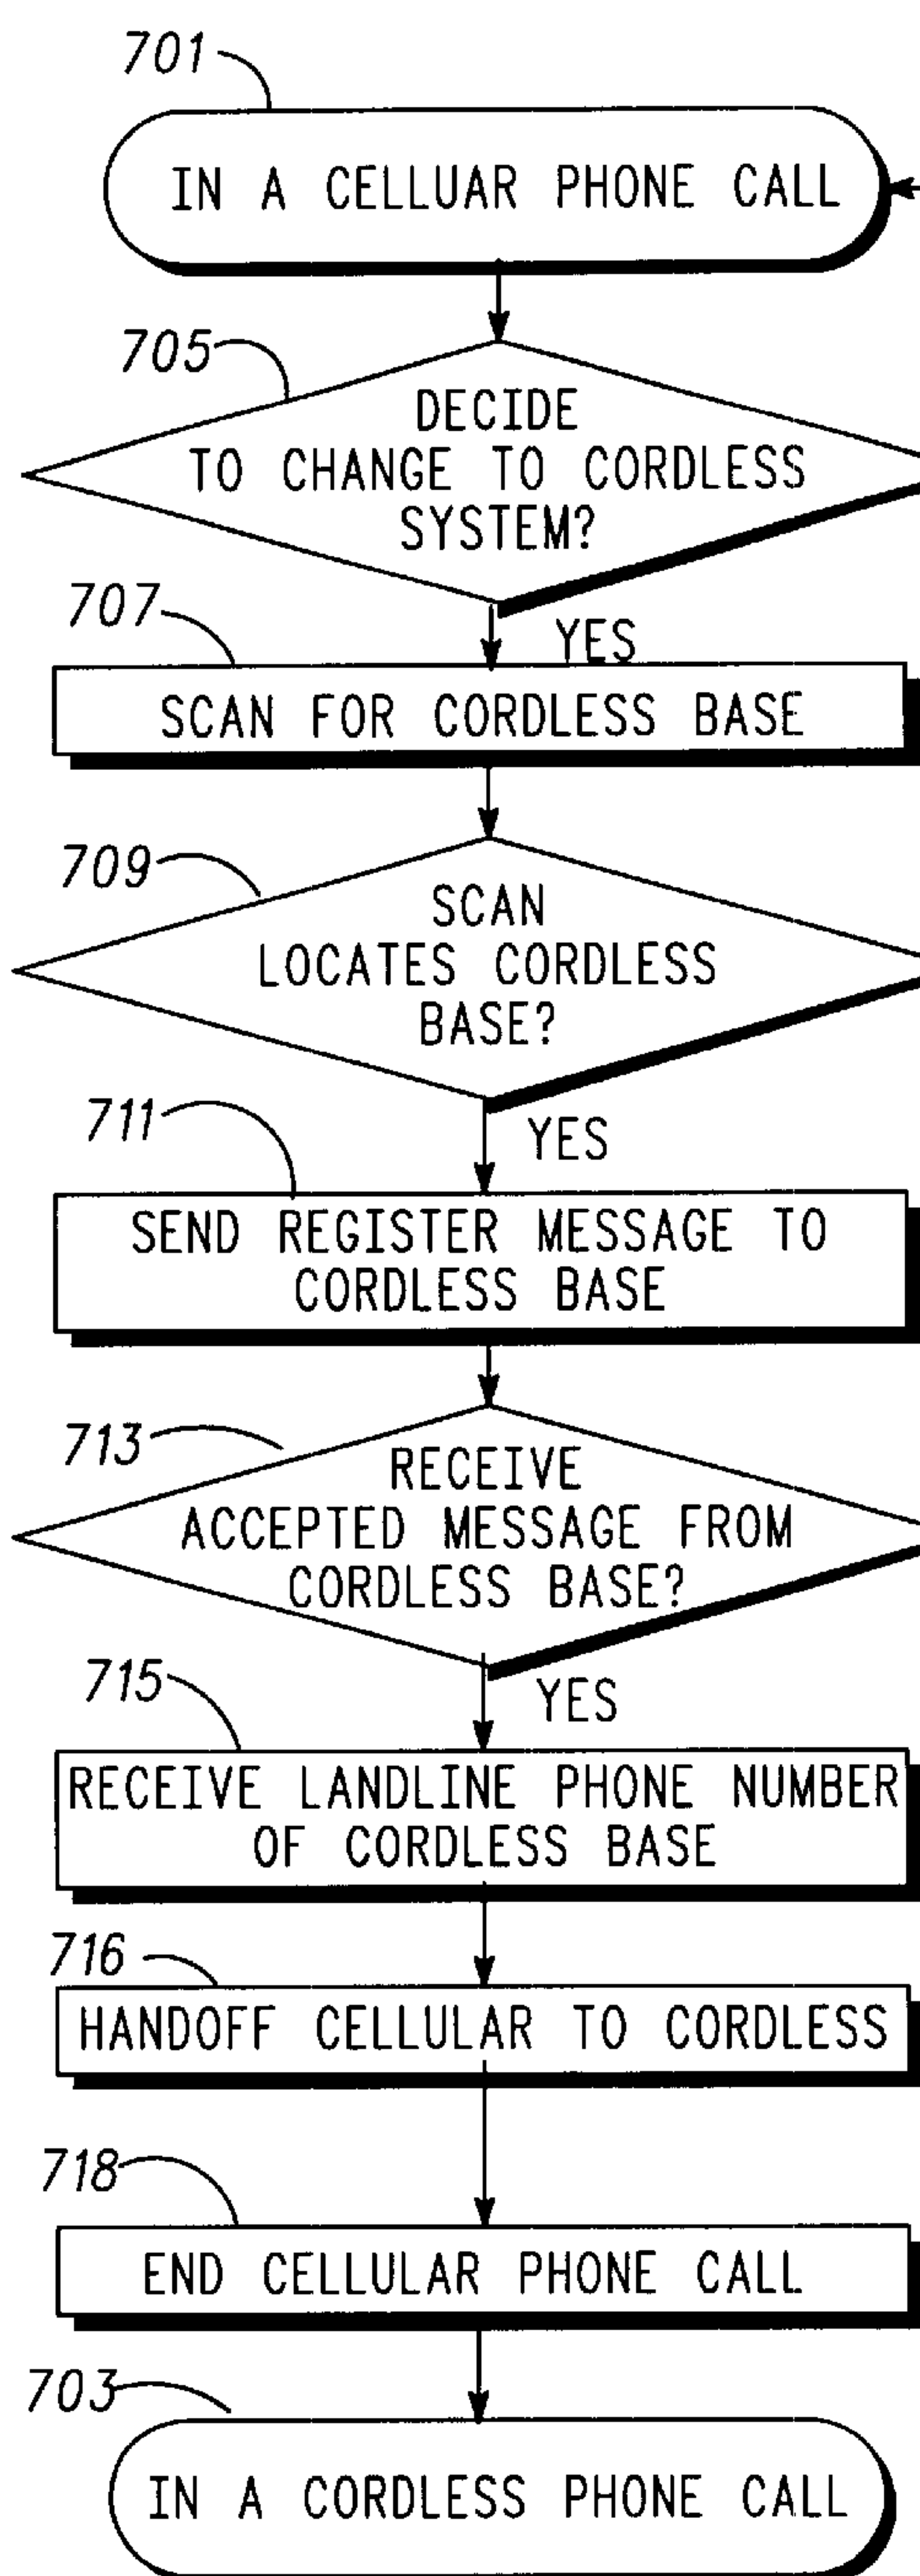 701
IN A CELLUAR PHONE CALL
705
DECIDE
TO CHANGE TO CORDLESS
SYSTEM?
YES
707
SCAN FOR CORDLESS BASE
709
SCAN
LOCATES CORDLESS
BASE?
YES
711
SEND REGISTER MESSAGE TO
CORDLESS BASE
713
RECEIVE
ACCEPTED MESSAGE FROM
CORDLESS BASE?
YES
715
RECEIVE LANDLINE PHONE NUMBER
OF CORDLESS BASE
716
HANDOFF CELLULAR TO CORDLESS
718
END CELLULAR PHONE CALL
703
IN A CORDLESS PHONE CALL